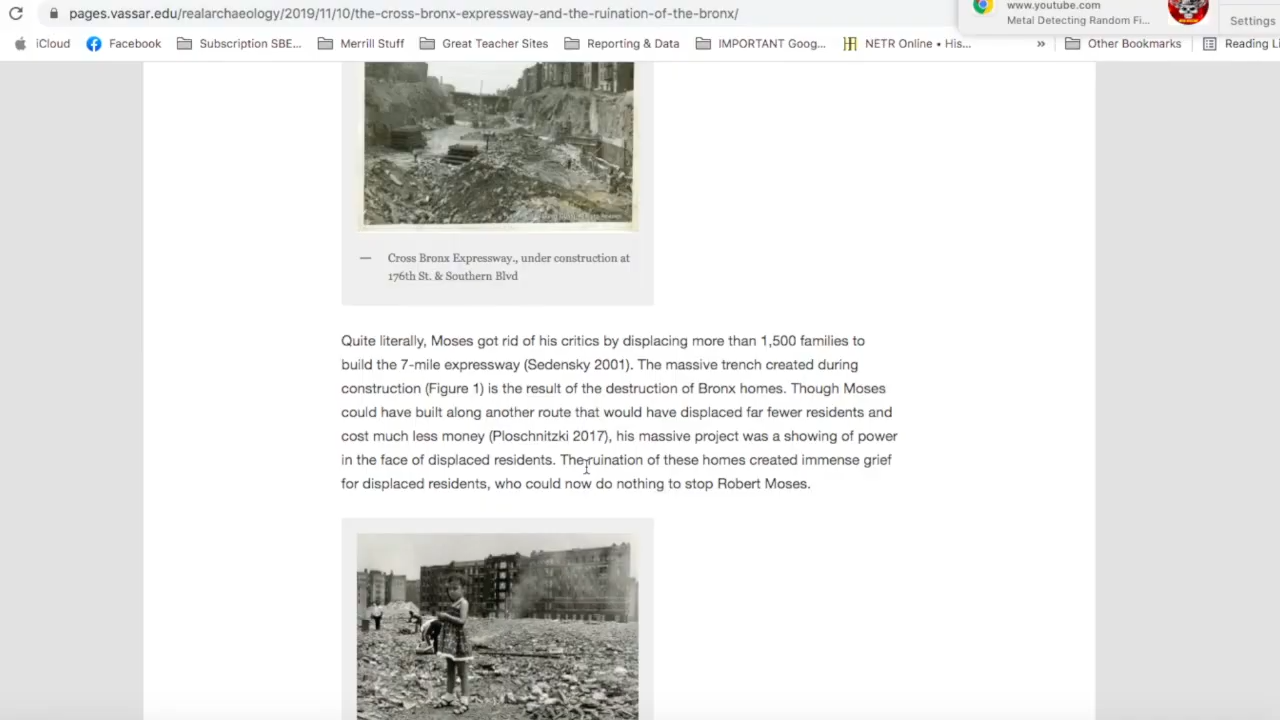 www.youtube.com
pages.vassar.edu/realarchaeology/2019/11/10/the-cross-bronx-expressway-and-the-ruination-of-the-bronx/
Metal Detecting Random Fi...
Settings
iCloud
Facebook
Subscription SBE...
Merrill Stuff
Great Teacher Sites
Reporting & Data
IMPORTANT Goog...
NETR Online • His...
»
Other Bookmarks
Reading Li
— Cross Bronx Expressway., under construction at
176th St. & Southern Blvd
Quite literally, Moses got rid of his critics by displacing more than 1,500 families to
build the 7-mile expressway (Sedensky 2001). The massive trench created during
construction (Figure 1) is the result of the destruction of Bronx homes. Though Moses
could have built along another route that would have displaced far fewer residents and
cost much less money (Ploschnitzki 2017), his massive project was a showing of power
in the face of displaced residents. The ruination of these homes created immense grief
for displaced residents, who could now do nothing to stop Robert Moses.